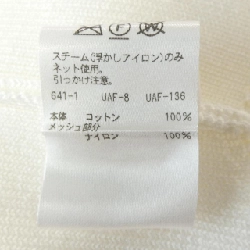 スチーム(浮かしアイロン)のみ
ネット使用。
引っかけ注意。
G41-1 UAF-8 UAF-136
本体 コットン 100%
メッシュ部分
ナイロン 100%